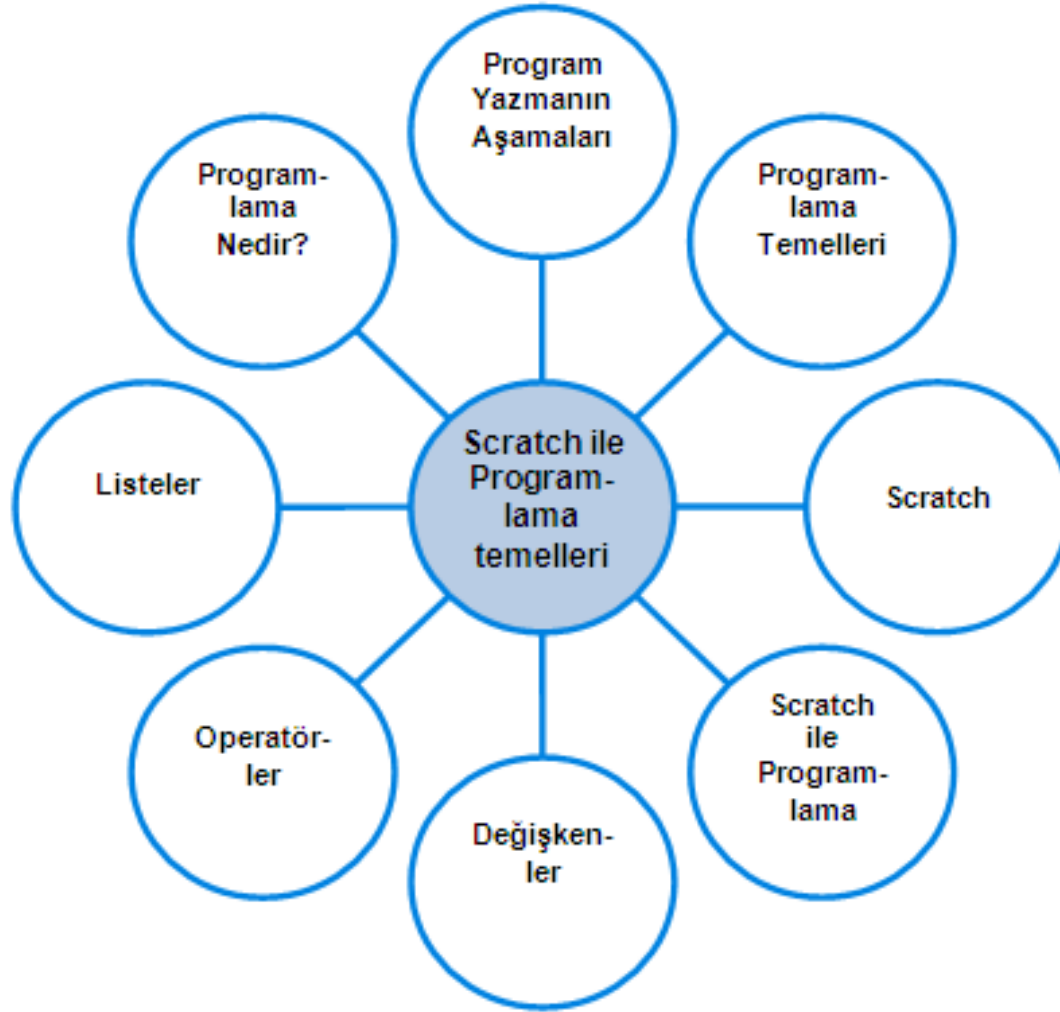 Program
Yazmanın
Aşamaları
Program-
lama
Nedir?
Program-
lama
Temelleri
Listeler
Scratch ile
Program-
lama
temelleri
Scratch
Operatör-
ler
Değişken-
ler
Scratch
ile
Program-
lama